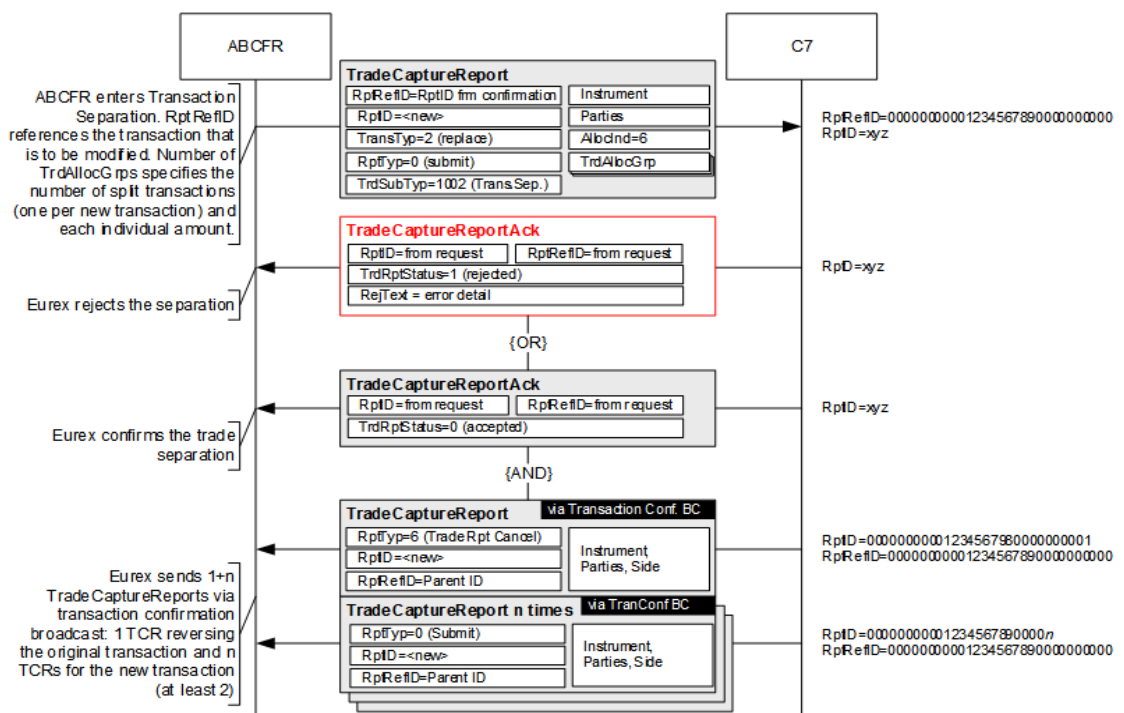 ABCFR
C7
TradeCaptureReport
RptRefID=RptID frm confirmation
Instrument
RptID=<new>
Parties
TransTyp=2 (replace)
AllocInd=6
RptTyp=0 (submit)
TrdAllocGrp
TrdSubTyp=1002 (Trans.Sep.)
ABCFR enters Transaction
Separation. RptRefID
references the transaction that
is to be modified. Number of
TrdAllocGrps specifies the
number of split transactions
(one per new transaction) and
each individual amount.
RptRefID=0000000001234567890000000000
RptID=xyz
TradeCaptureReportAck
RptID=from request
RptRefID=from request
TrdRptStatus=1 (rejected)
RejText = error detail
Eurex rejects the separation
RptID=xyz
{OR}
TradeCaptureReportAck
RptID=from request
RptRefID=from request
TrdRptStatus=0 (accepted)
Eurex confirms the trade
separation
RptID=xyz
{AND}
TradeCaptureReport
via Transaction Conf. BC
RptTyp=6 (TradeRpt Cancel)
RptID=<new>
RptRefID=Parent ID
Instrument,
Parties, Side
RptID=0000000001234567980000000001
RptRefID=0000000001234567890000000000
TradeCaptureReport n times
via TranConf BC
RptTyp=0 (Submit)
RptID=<new>
RptRefID=Parent ID
Instrument,
Parties, Side
Eurex sends 1+n
TradeCaptureReports via
transaction confirmation
broadcast: 1 TCR reversing
the original transaction and n
TCRs for the new transaction
(at least 2)
RptID=00000000001234567890000n
RptRefID=0000000001234567890000000000